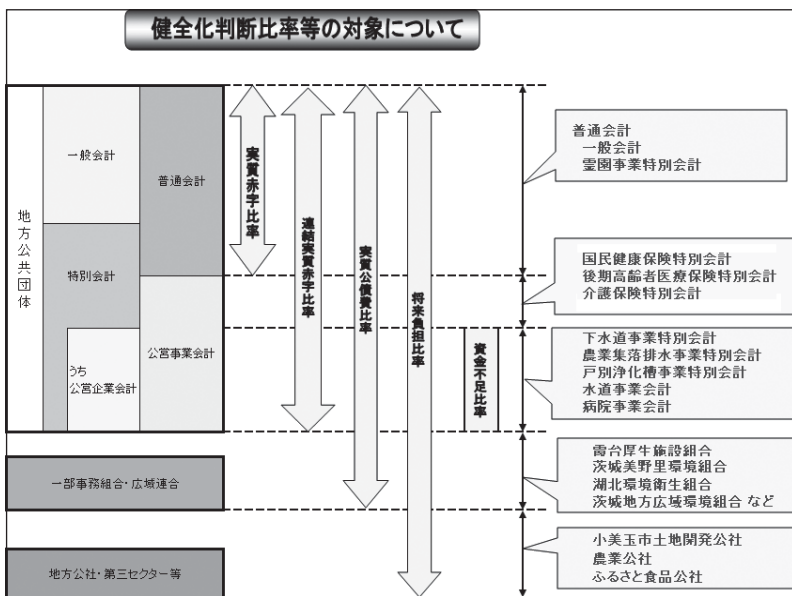 健全化判断比率等の対象について
地方公共団体
一般会計
特別会計
うち
公営企業会計
普通会計
公営事業会計
一部事務組合・広域連合
地方公社・第三セクター等
実質赤字比率
連結実質赤字比率
実質公債費比率
将来負担比率
資金不足比率
普通会計
一般会計
霊園事業特別会計
国民健康保険特別会計
後期高齢者医療保険特別会計
介護保険特別会計
下水道事業特別会計
農業集落排水事業特別会計
戸別浄化槽事業特別会計
水道事業会計
病院事業会計
霞台厚生施設組合
茨城美野里環境組合
湖北環境衛生組合
茨城地方広域環境組合 など
小美玉市土地開発公社
農業公社
ふるさと食品公社